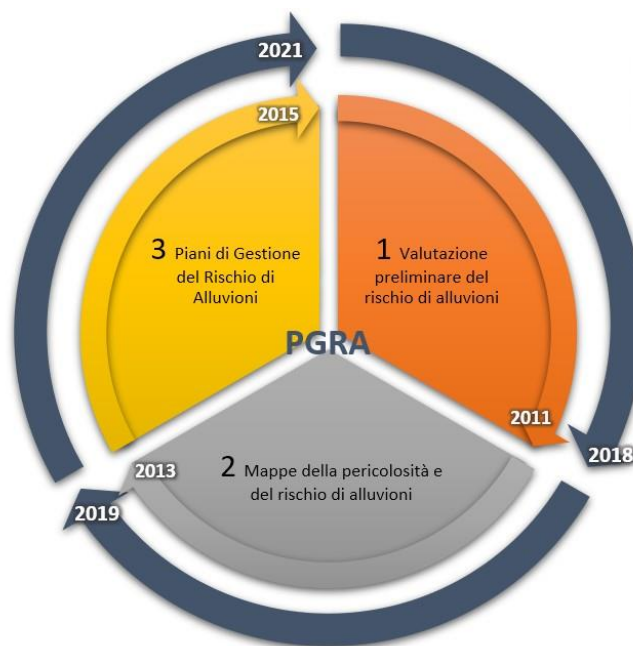 2021
2015
3 Piani di Gestione
del Rischio di
Alluvioni
1 Valutazione
preliminare del
rischio di alluvioni
PGRA
2011
2018
2013
2019
2 Mappe della pericolosità e
del rischio di alluvioni